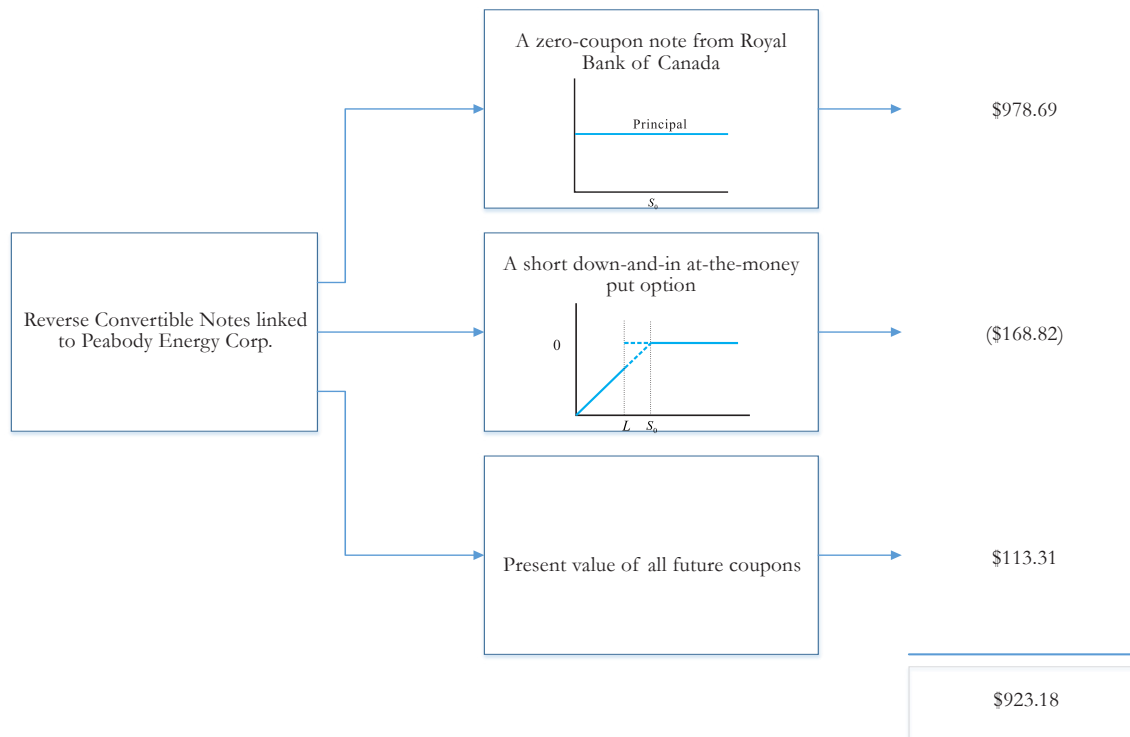 A zero-coupon note from Royal
Bank of Canada
Principal
S₀
$978.69
Reverse Convertible Notes linked
to Peabody Energy Corp.
A short down-and-in at-the-money
put option
0
L S₀
($168.82)
Present value of all future coupons
$113.31
$923.18